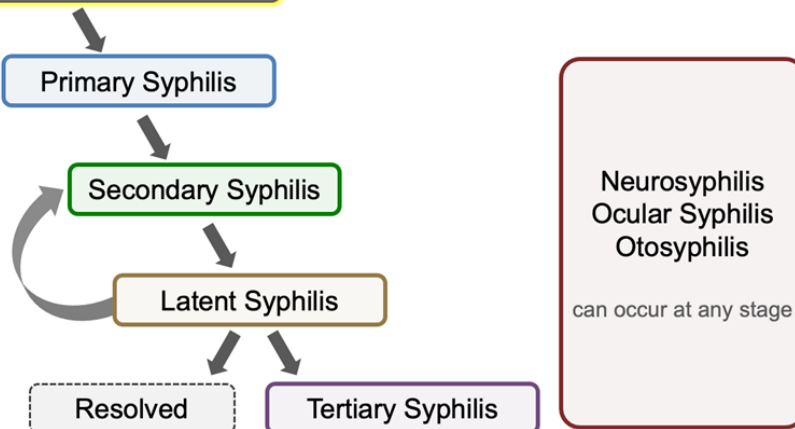 Primary Syphilis
Secondary Syphilis
Latent Syphilis
Resolved
Tertiary Syphilis
Neurosyphilis
Ocular Syphilis
Otosyphilis
can occur at any stage